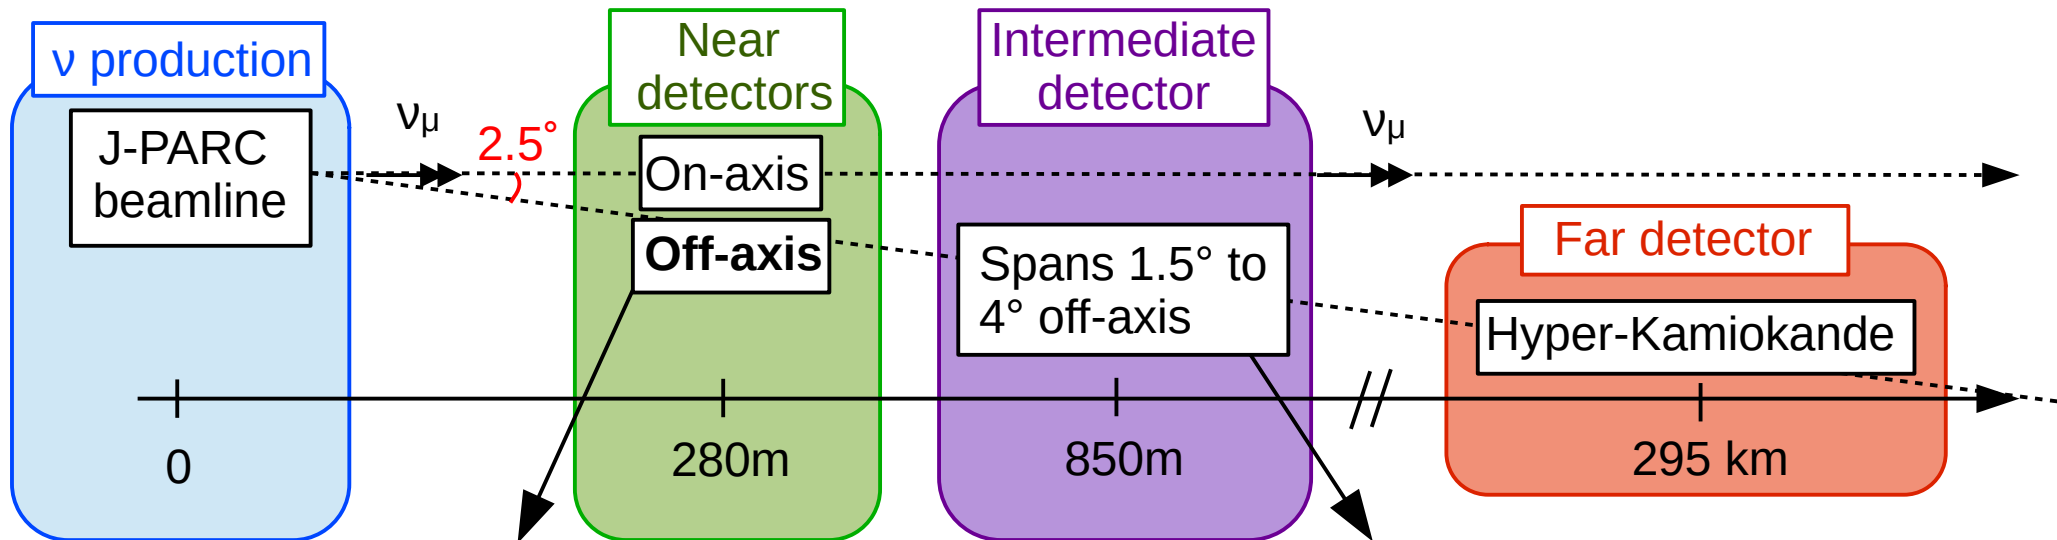 ν production
J-PARC
beamline
νμ
2.5°
Near
detectors
On-axis
Off-axis
Intermediate
detector
Spans 1.5° to
4° off-axis
νμ
Far detector
Hyper-Kamiokande
0
280m
850m
295 km